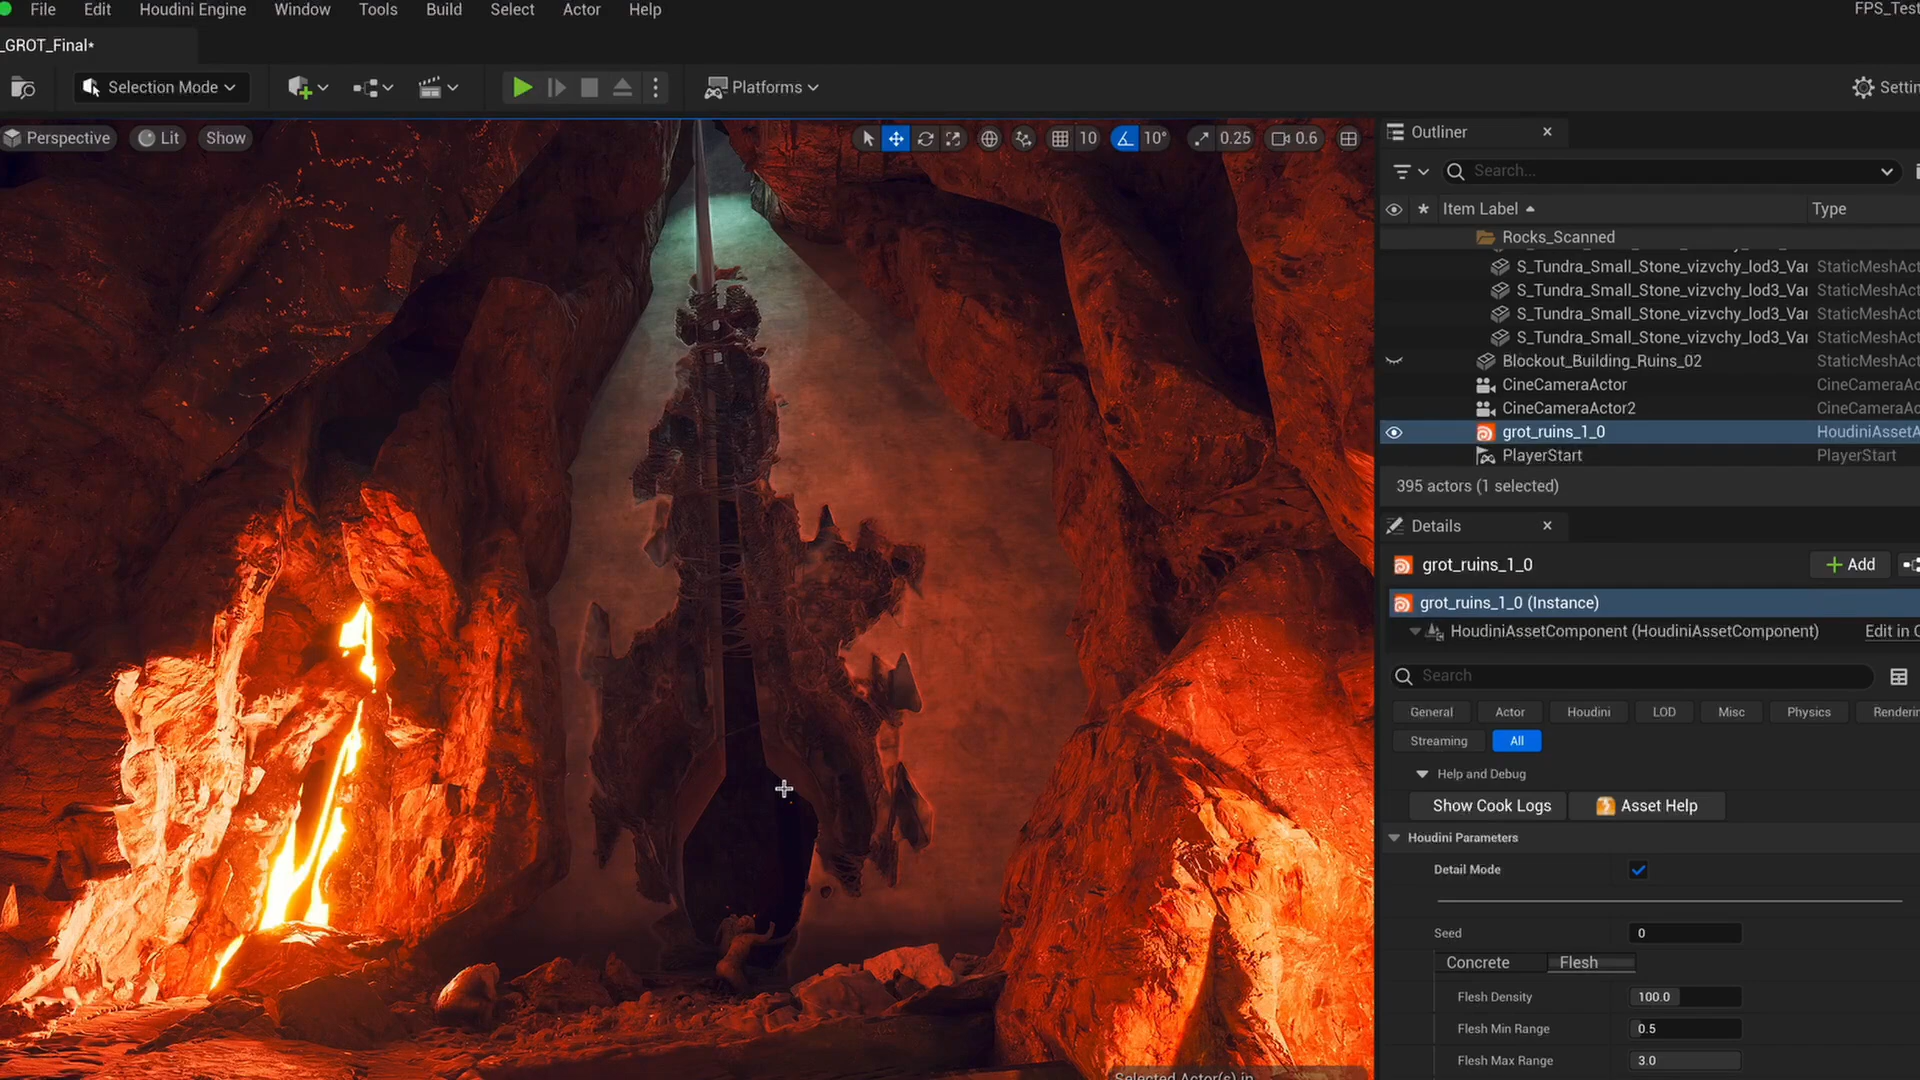 File Edit Houdini Engine Window Tools Build Select Actor Help
FPS_Test
_GROT_Final*
Selection Mode
Platforms
Settin
Perspective Lit Show
10 10° 0.25 0.6
Outliner
Search...
Item Label Type
Rocks_Scanned
S_Tundra_Small_Stone_vizvchy_lod3_Var StaticMeshAct
S_Tundra_Small_Stone_vizvchy_lod3_Var StaticMeshAct
S_Tundra_Small_Stone_vizvchy_lod3_Var StaticMeshAct
S_Tundra_Small_Stone_vizvchy_lod3_Var StaticMeshAct
Blockout_Building_Ruins_02 StaticMeshAct
CineCameraActor CineCameraAc
CineCameraActor2 CineCameraAc
grot_ruins_1_0 HoudiniAssetA
PlayerStart PlayerStart
395 actors (1 selected)
Details
grot_ruins_1_0
Add
grot_ruins_1_0 (Instance)
HoudiniAssetComponent (HoudiniAssetComponent) Edit in C
Search
General Actor Houdini LOD Misc Physics Renderin
Streaming All
Help and Debug
Show Cook Logs Asset Help
Houdini Parameters
Detail Mode
Seed 0
Concrete Flesh
Flesh Density 100.0
Flesh Min Range 0.5
Flesh Max Range 3.0
Selected Actor(s) in